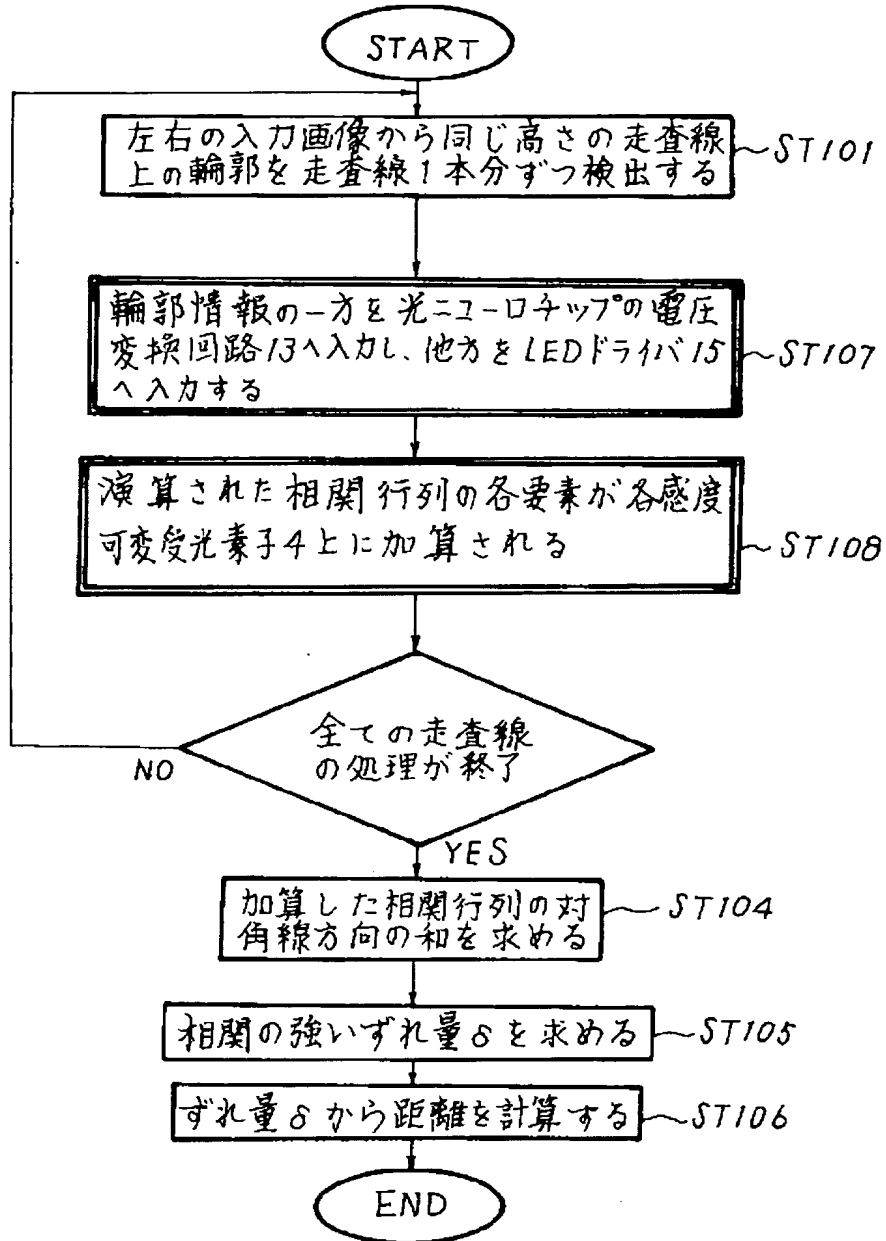 START
左右の入力画像から同じ高さの走査線
上の輪郭を走査線1本分ずつ検出する
ST101
輪郭情報の一方を光ニューロチップの電圧
変換回路13へ入力し、他方をLEDドライバ15
へ入力する
ST107
演算された相関行列の各要素が各感度
可変受光素子4上に加算される
ST108
全ての走査線
の処理が終了
NO
YES
加算した相関行列の対
角線方向の和を求める
ST104
相関の強いずれ量δを求める
ST105
ずれ量δから距離を計算する
ST106
END